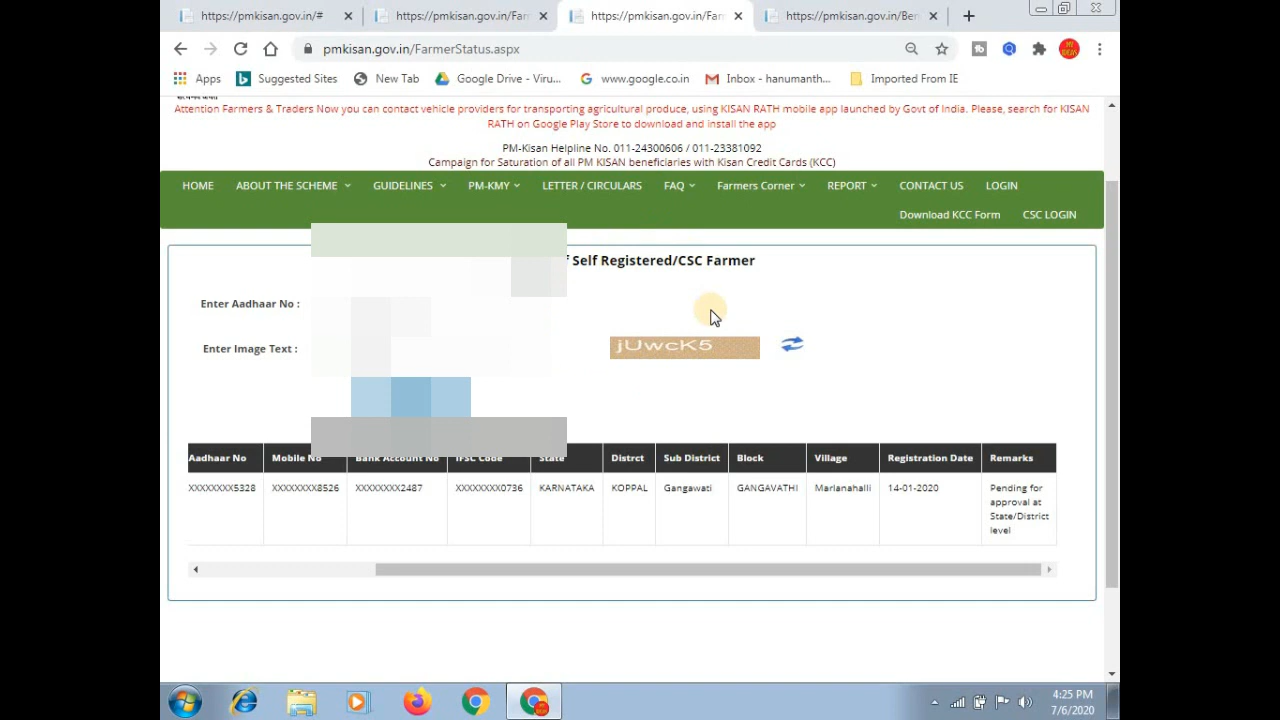 https://pmkisan.gov.in/#
https://pmkisan.gov.in/Far
https://pmkisan.gov.in/Far
https://pmkisan.gov.in/Ben
pmkisan.gov.in/FarmerStatus.aspx
Apps Suggested Sites New Tab Google Drive - Viru... www.google.co.in Inbox - hanumanth... Imported From IE
Attention Farmers & Traders Now you can contact vehicle providers for transporting agricultural produce, using KISAN RATH mobile app launched by Govt of India. Please, search for KISAN
RATH on Google Play Store to download and install the app
PM-Kisan Helpline No. 011-24300606 / 011-23381092
Campaign for Saturation of all PM KISAN beneficiaries with Kisan Credit Cards (KCC)
HOME ABOUT THE SCHEME GUIDELINES PM-KMY LETTER / CIRCULARS FAQ Farmers Corner REPORT CONTACT US LOGIN
Download KCC Form CSC LOGIN
Self Registered/CSC Farmer
Enter Aadhaar No :
Enter Image Text :
jUwcK5
Aadhaar No Mobile No Bank Account No IFSC Code State Distrct Sub District Block Village Registration Date Remarks
XXXXXXXX5328 XXXXXXXX8526 XXXXXXXX2487 XXXXXXXX0736 KARNATAKA KOPPAL Gangawati GANGAVATHI Marlanahalli 14-01-2020 Pending for
approval at
State/District
level
4:25 PM
7/6/2020